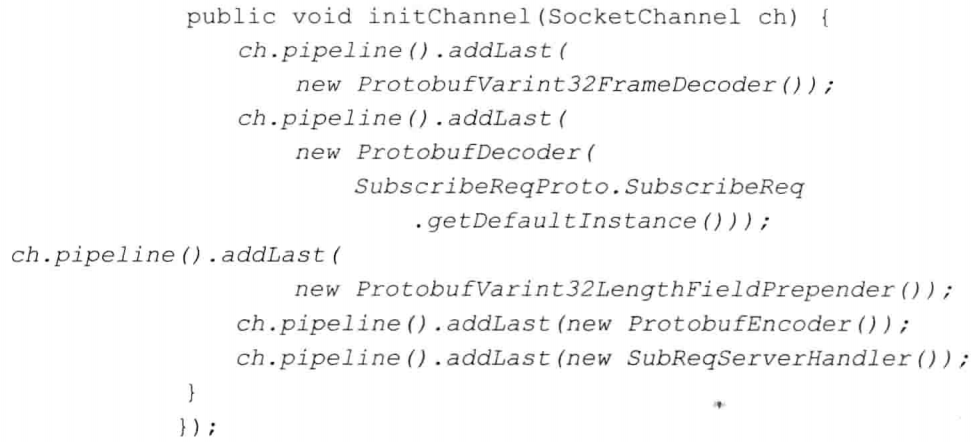 public void initChannel(SocketChannel ch) {
ch.pipeline().addLast(
new ProtobufVarint32FrameDecoder());
ch.pipeline().addLast(
new ProtobufDecoder(
SubscribeReqProto.SubscribeReq
.getDefaultInstance()));
ch.pipeline().addLast(
new ProtobufVarint32LengthFieldPrepender());
ch.pipeline().addLast(new ProtobufEncoder());
ch.pipeline().addLast(new SubReqServerHandler());
}
});